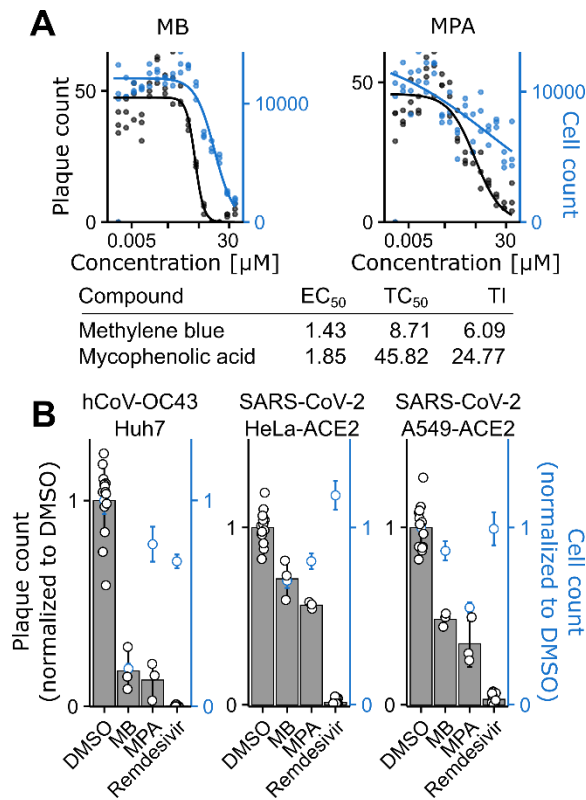 A
MB
MPA
Plaque count
50
0
10000
0
50
0
10000
0
Cell count
0.005 30
0.005 30
Concentration [µM]
Concentration [µM]
Compound EC50 TC50 TI
Methylene blue 1.43 8.71 6.09
Mycophenolic acid 1.85 45.82 24.77
B
hCoV-OC43
Huh7
SARS-CoV-2
HeLa-ACE2
SARS-CoV-2
A549-ACE2
Plaque count
(normalized to DMSO)
1
0
1
0
1
0
1
0
1
0
1
0
Cell count
(normalized to DMSO)
DMSO
MB
MPA
Remdesivir
DMSO
MB
MPA
Remdesivir
DMSO
MB
MPA
Remdesivir